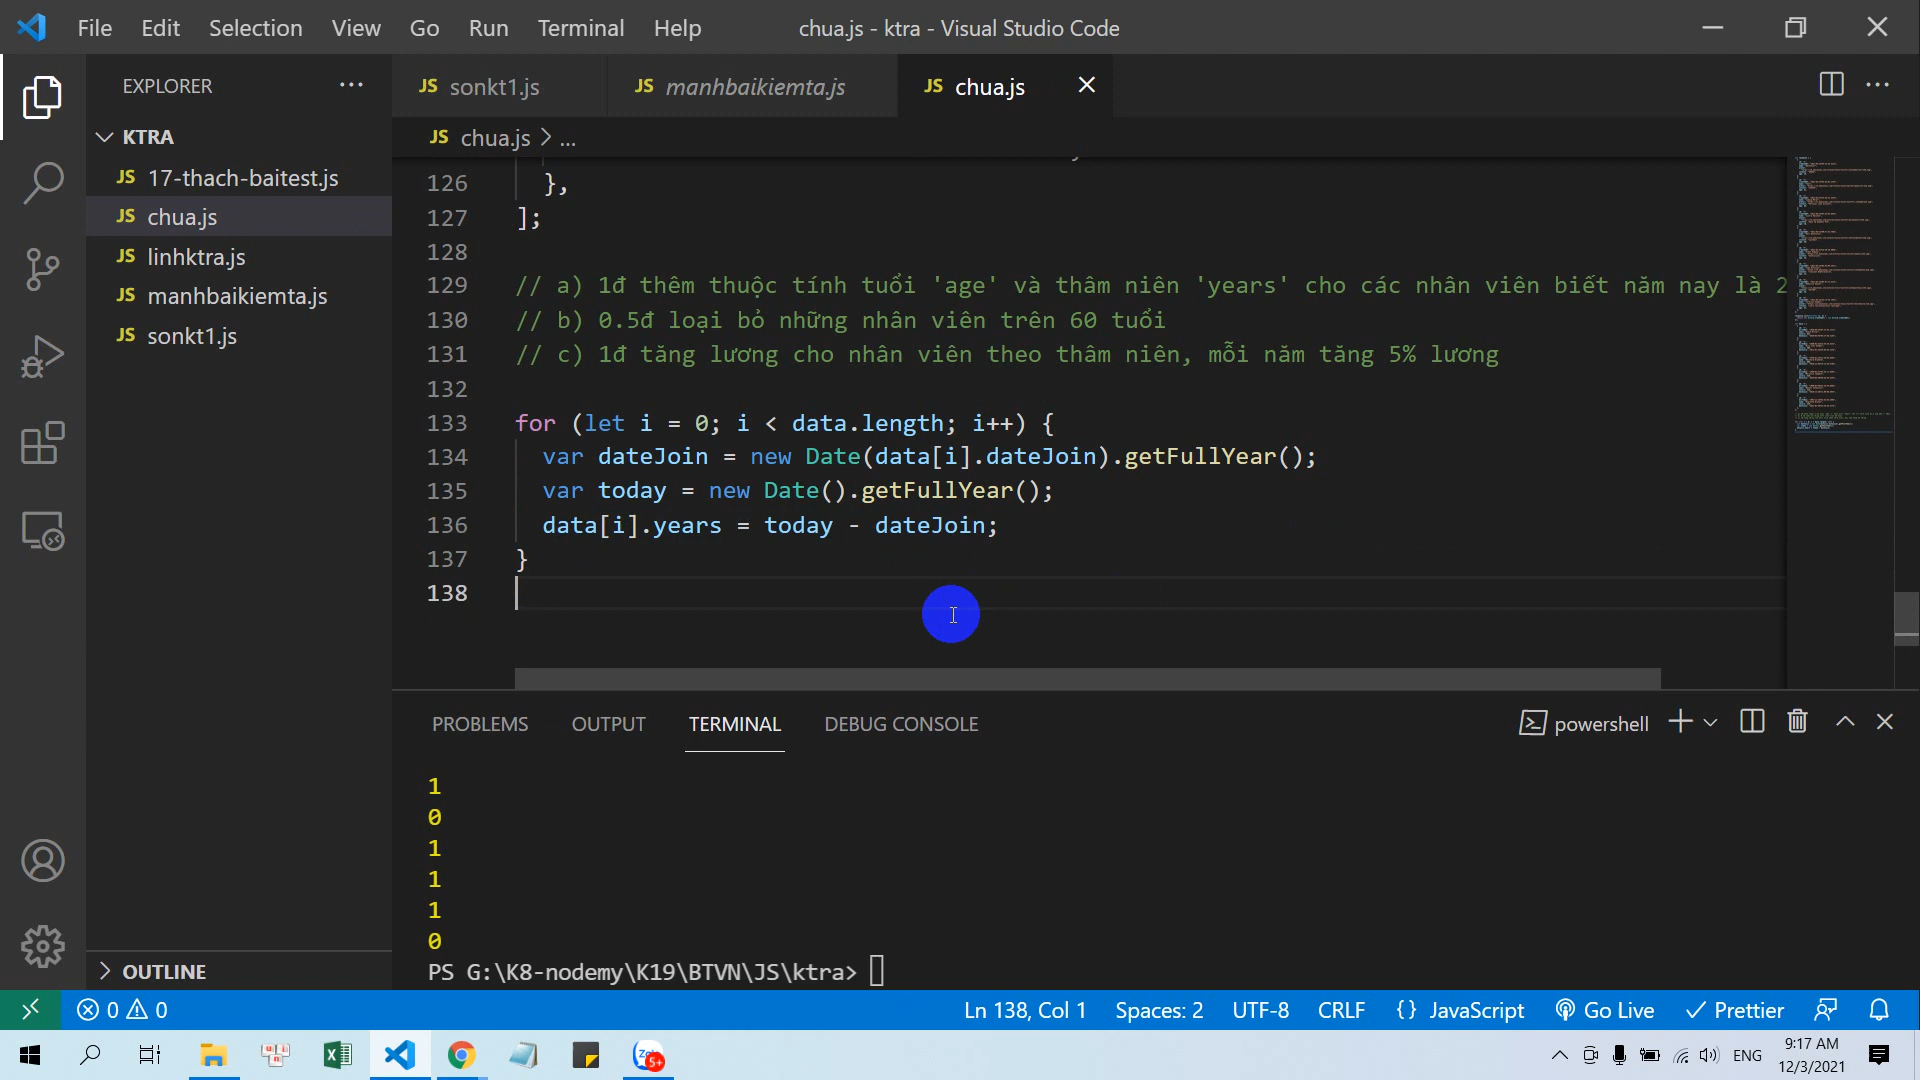 File Edit Selection View Go Run Terminal Help chua.js - ktra - Visual Studio Code
EXPLORER
JS sonkt1.js
JS manhbaikiemta.js
JS chua.js
KTRA
JS 17-thach-baitest.js
JS chua.js
JS linhktra.js
JS manhbaikiemta.js
JS sonkt1.js
OUTLINE
JS chua.js > ...
126 },
127 ];
128
129 // a) 1đ thêm thuộc tính tuổi 'age' và thâm niên 'years' cho các nhân viên biết năm nay là 2
130 // b) 0.5đ loại bỏ những nhân viên trên 60 tuổi
131 // c) 1đ tăng lương cho nhân viên theo thâm niên, mỗi năm tăng 5% lương
132
133 for (let i = 0; i < data.length; i++) {
134 var dateJoin = new Date(data[i].dateJoin).getFullYear();
135 var today = new Date().getFullYear();
136 data[i].years = today - dateJoin;
137 }
138
PROBLEMS OUTPUT TERMINAL DEBUG CONSOLE powershell
1
0
1
1
1
0
PS G:\K8-nodemy\K19\BTVN\JS\ktra>
0 0 Ln 138, Col 1 Spaces: 2 UTF-8 CRLF {} JavaScript Go Live Prettier
5+
ENG
9:17 AM
12/3/2021